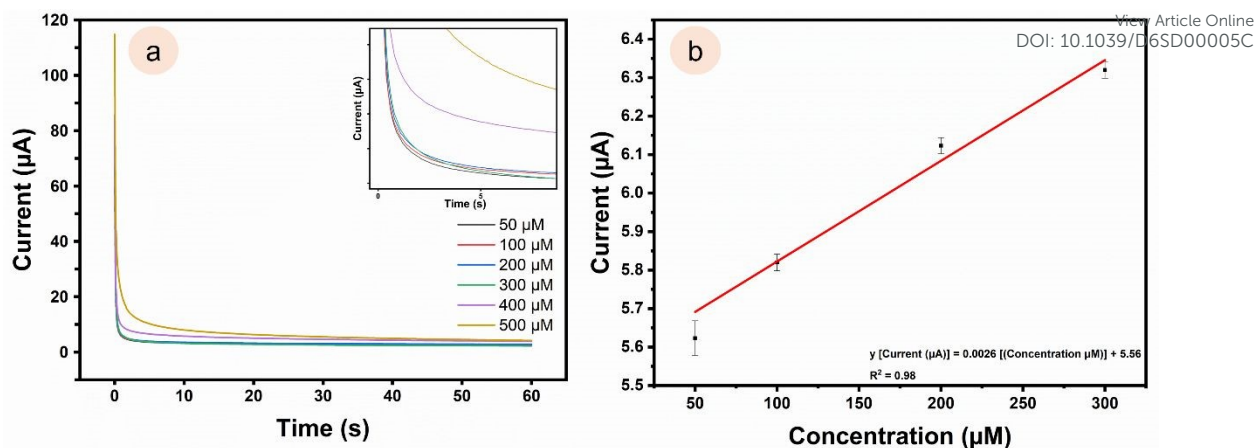 View Article Online
DOI: 10.1039/D6SD00005C
a
120
100
80
60
40
20
0
Current (µA)
0
10
20
30
40
50
60
Time (s)
Current (µA)
0
5
Time (s)
50 µM
100 µM
200 µM
300 µM
400 µM
500 µM
b
6.4
6.3
6.2
6.1
6.0
5.9
5.8
5.7
5.6
5.5
Current (µA)
y [Current (µA)] = 0.0026 [(Concentration µM)] + 5.56
R² = 0.98
50
100
150
200
250
300
Concentration (µM)